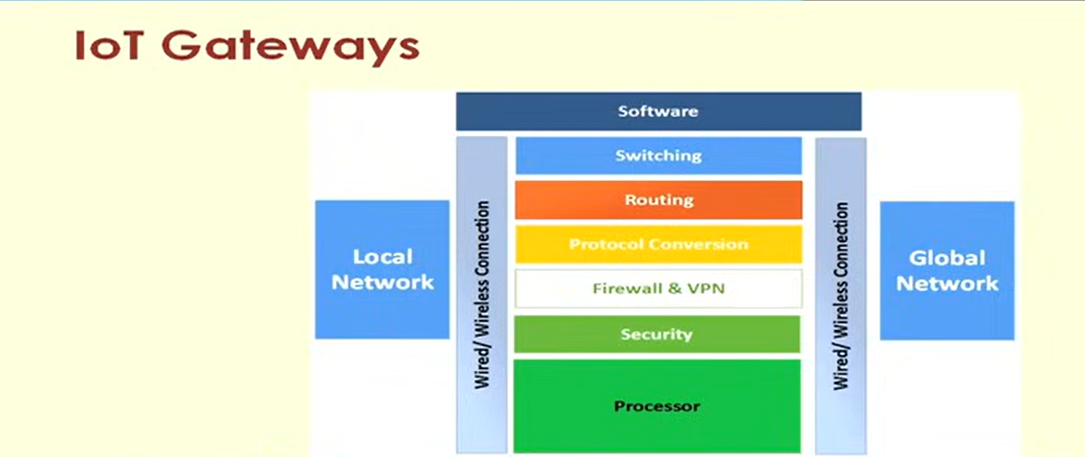 IoT Gateways
Software
Switching
Routing
Protocol Conversion
Firewall & VPN
Security
Processor
Local
Network
Wired/ Wireless Connection
Wired/ Wireless Connection
Global
Network